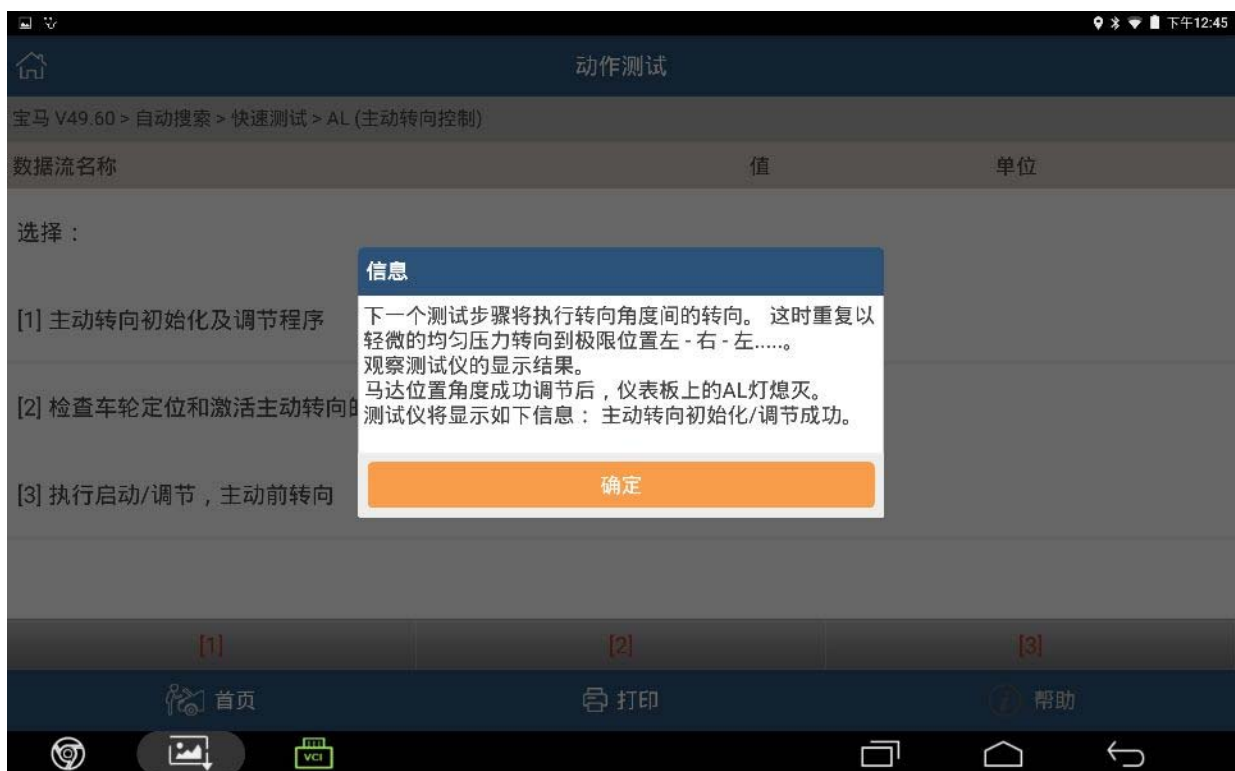 下午12:45
动作测试
宝马 V49.60 > 自动搜索 > 快速测试 > AL (主动转向控制)
数据流名称 值 单位
选择：
信息
下一个测试步骤将执行转向角度间的转向。 这时重复以
轻微的均匀压力转向到极限位置左 - 右 - 左.....。
观察测试仪的显示结果。
马达位置角度成功调节后，仪表板上的AL灯熄灭。
测试仪将显示如下信息： 主动转向初始化/调节成功。
确定
[1] 主动转向初始化及调节程序
[2] 检查车轮定位和激活主动转向的
[3] 执行启动/调节，主动前转向
[1] [2] [3]
首页 打印 帮助
VCI